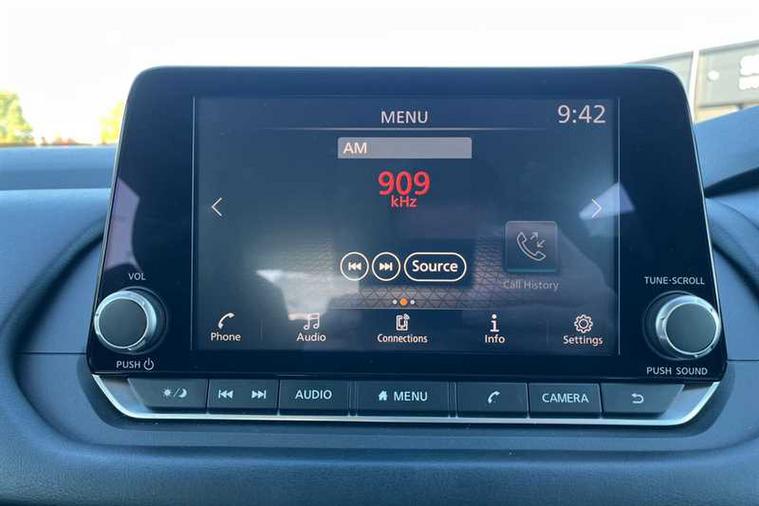 MENU
9:42
AM
909
kHz
Source
Call History
Phone
Audio
Connections
Info
Settings
VOL
PUSH
TUNE·SCROLL
PUSH SOUND
AUDIO
MENU
CAMERA